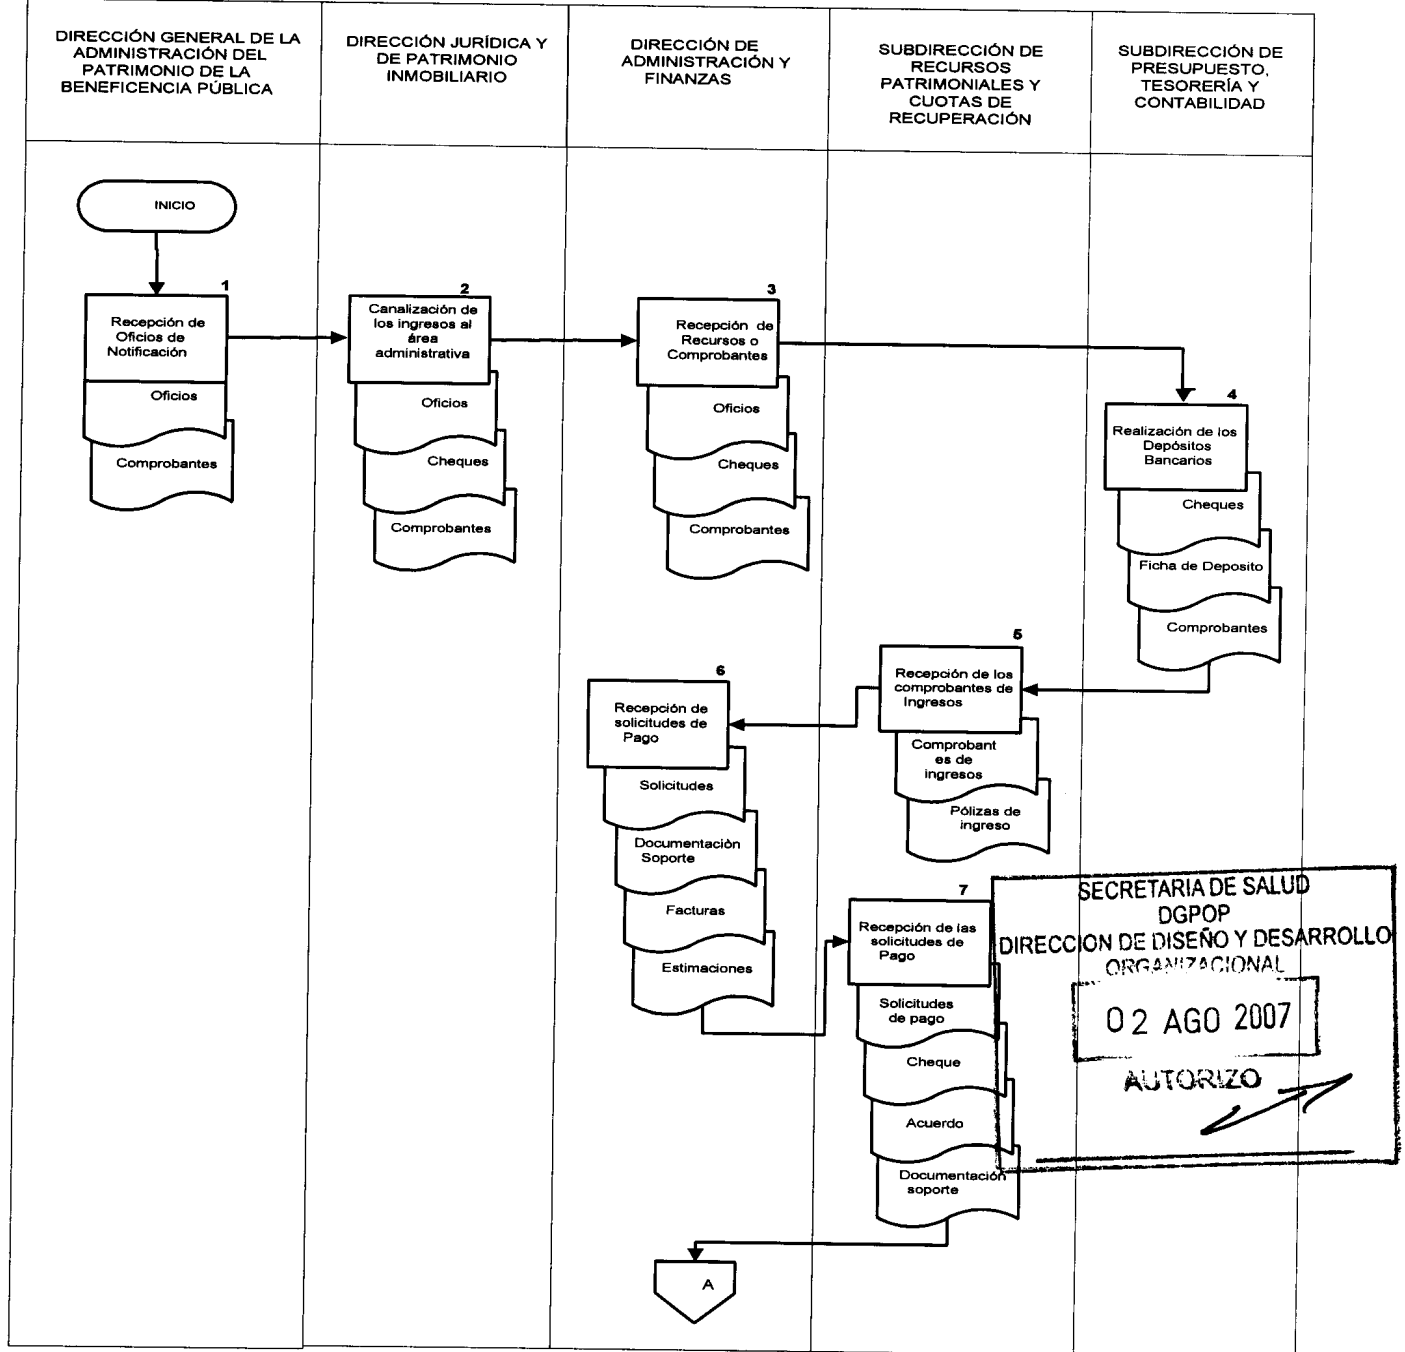 DIRECCIÓN GENERAL DE LA
ADMINISTRACIÓN DEL
PATRIMONIO DE LA
BENEFICENCIA PÚBLICA
DIRECCIÓN JURÍDICA Y
DE PATRIMONIO
INMOBILIARIO
DIRECCIÓN DE
ADMINISTRACIÓN Y
FINANZAS
SUBDIRECCIÓN DE
RECURSOS
PATRIMONIALES Y
CUOTAS DE
RECUPERACIÓN
SUBDIRECCIÓN DE
PRESUPUESTO,
TESORERÍA Y
CONTABILIDAD
INICIO
1
Recepción de
Oficios de
Notificación
Oficios
Comprobantes
2
Canalización de
los ingresos al
área
administrativa
Oficios
Cheques
Comprobantes
3
Recepción de
Recursos o
Comprobantes
Oficios
Cheques
Comprobantes
4
Realización de los
Depósitos
Bancarios
Cheques
Ficha de Deposito
Comprobantes
5
Recepción de los
comprobantes de
Ingresos
Comprobant
es de
ingresos
Pólizas de
ingreso
6
Recepción de
solicitudes de
Pago
Solicitudes
Documentaciòn
Soporte
Facturas
Estimaciones
7
Recepción de las
solicitudes de
Pago
Solicitudes
de pago
Cheque
Acuerdo
Documentación
soporte
A
SECRETARIA DE SALUD
DGPOP
DIRECCION DE DISEÑO Y DESARROLLO
ORGANIZACIONAL
02 AGO 2007
AUTORIZO